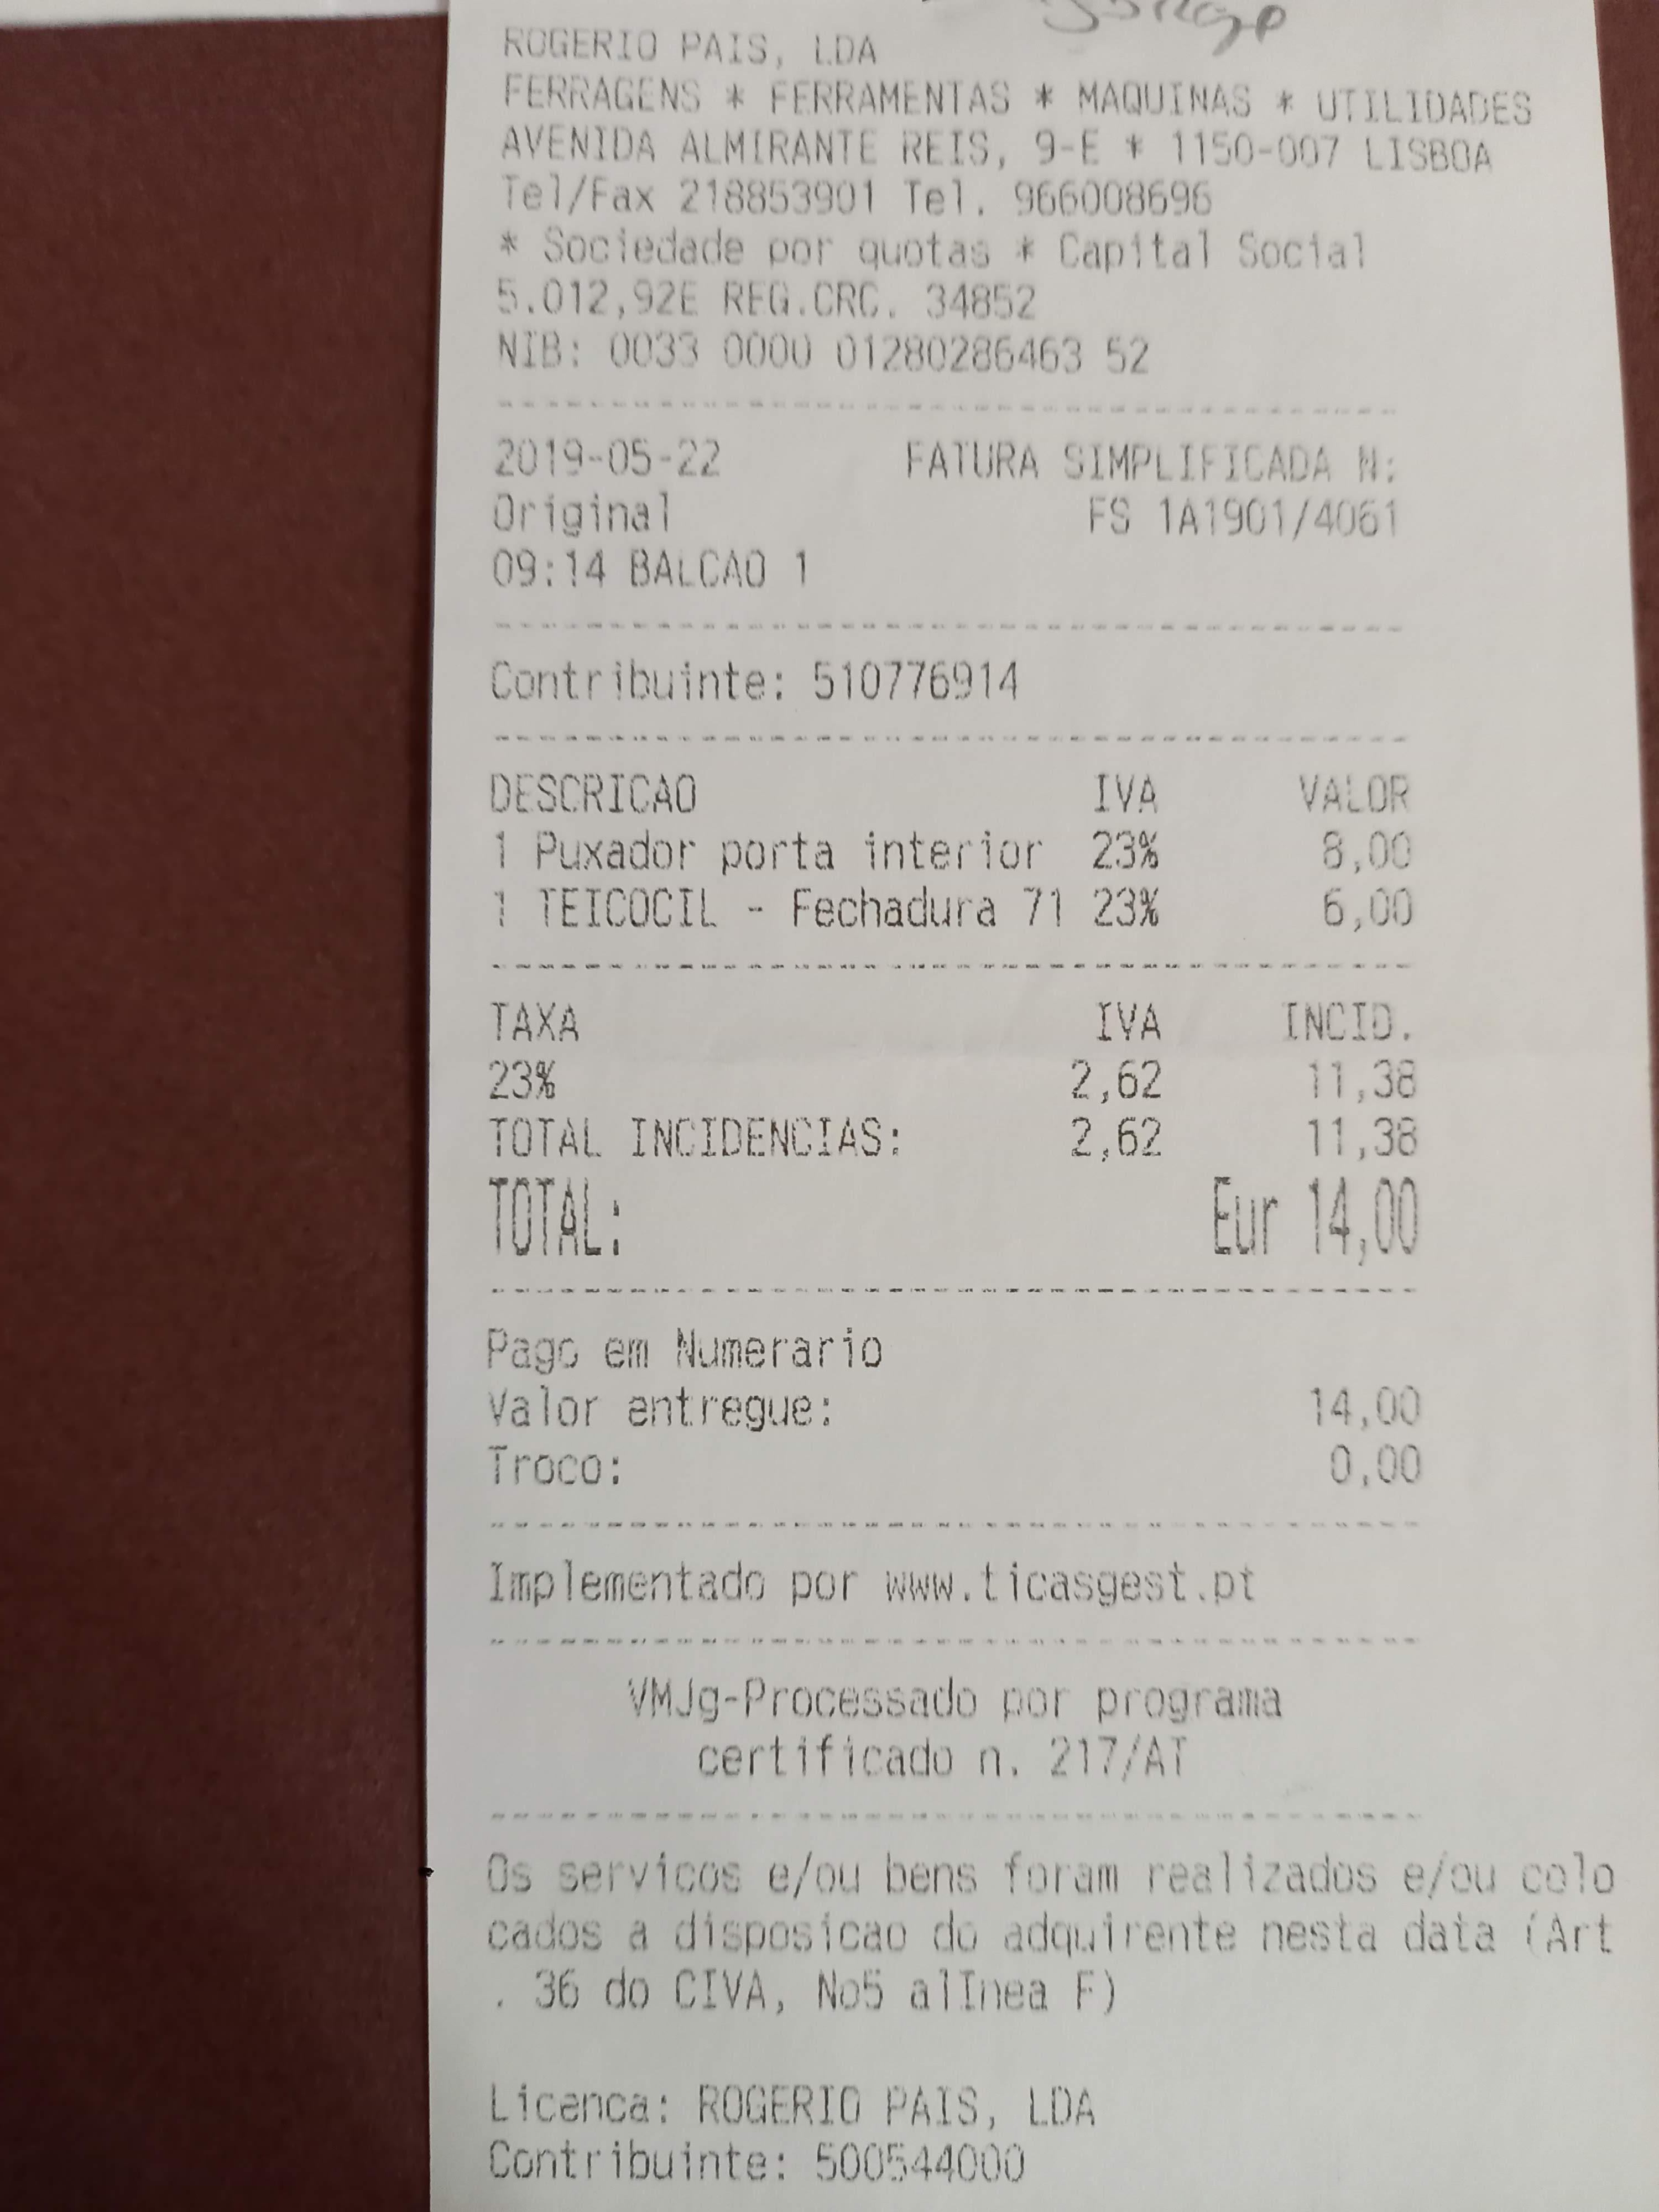 ROGERIO PAIS, LDA
FERRAGENS * FERRAMENTAS * MAQUINAS * UTILIDADES
AVENIDA ALMIRANTE REIS, 9-E * 1150-007 LISBOA
Tel/Fax 218853901 Tel. 966008696
* Sociedade por quotas * Capital Social
5.012,92E REG.CRC. 34852
NIB: 0033 0000 01280286463 52
2019-05-22 FATURA SIMPLIFICADA N:
Original FS 1A1901/4061
09:14 BALCAO 1
Contribuinte: 510776914
DESCRICAO IVA VALOR
1 Puxador porta interior 23% 8,00
1 TEICOCIL - Fechadura 71 23% 6,00
TAXA IVA INCID.
23% 2,62 11,38
TOTAL INCIDENCIAS: 2,62 11,38
TOTAL: Eur 14,00
Pago em Numerario
Valor entregue: 14,00
Troco: 0,00
Implementado por www.ticasgest.pt
VMJg-Processado por programa
certificado n. 217/AT
Os servicos e/ou bens foram realizados e/ou colo
cados a disposicao do adquirente nesta data (Art
. 36 do CIVA, No5 alInea F)
Licenca: ROGERIO PAIS, LDA
Contribuinte: 500544000